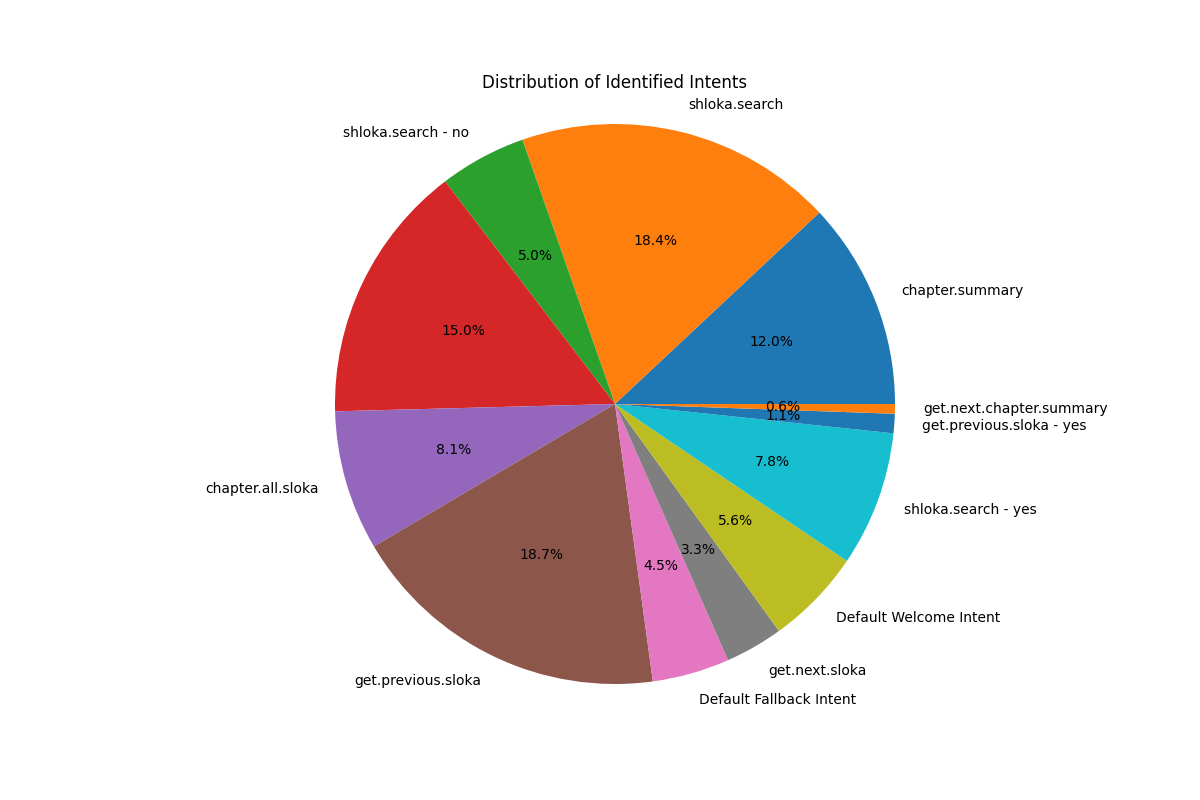 Distribution of Identified Intents
shloka.search
shloka.search - no
18.4%
5.0%
chapter.summary
15.0%
12.0%
0.6%
get.next.chapter.summary
1.1%
get.previous.sloka - yes
8.1%
7.8%
chapter.all.sloka
shloka.search - yes
5.6%
18.7%
3.3%
4.5%
Default Welcome Intent
get.next.sloka
get.previous.sloka
Default Fallback Intent